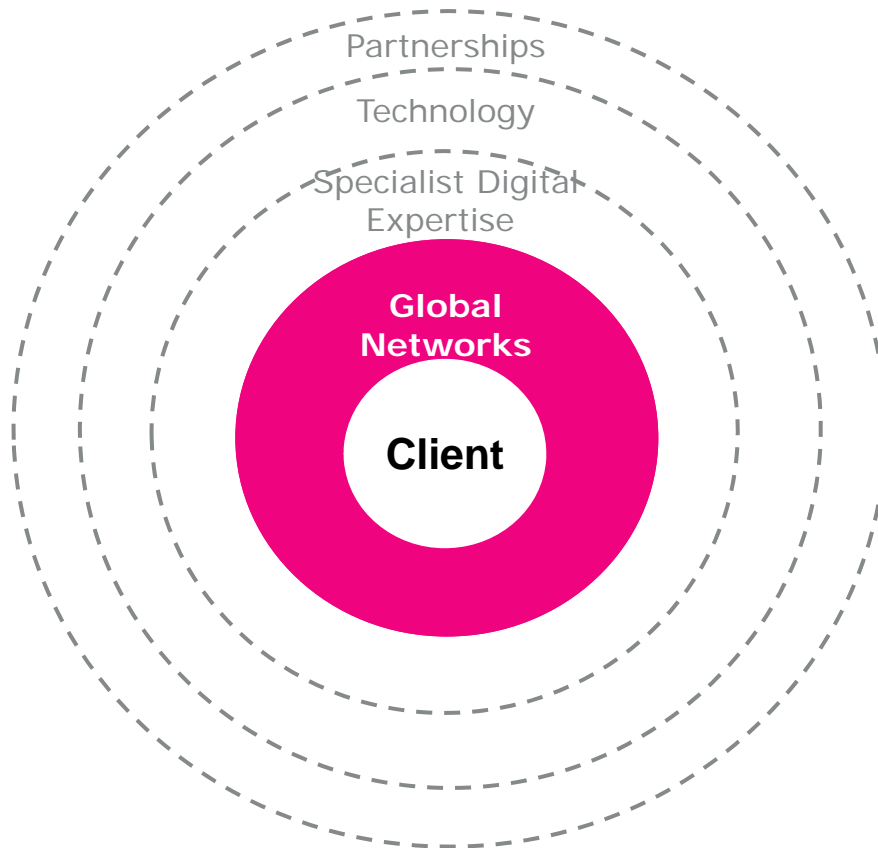 Partnerships
Technology
Specialist Digital
Expertise
Global
Networks
Client